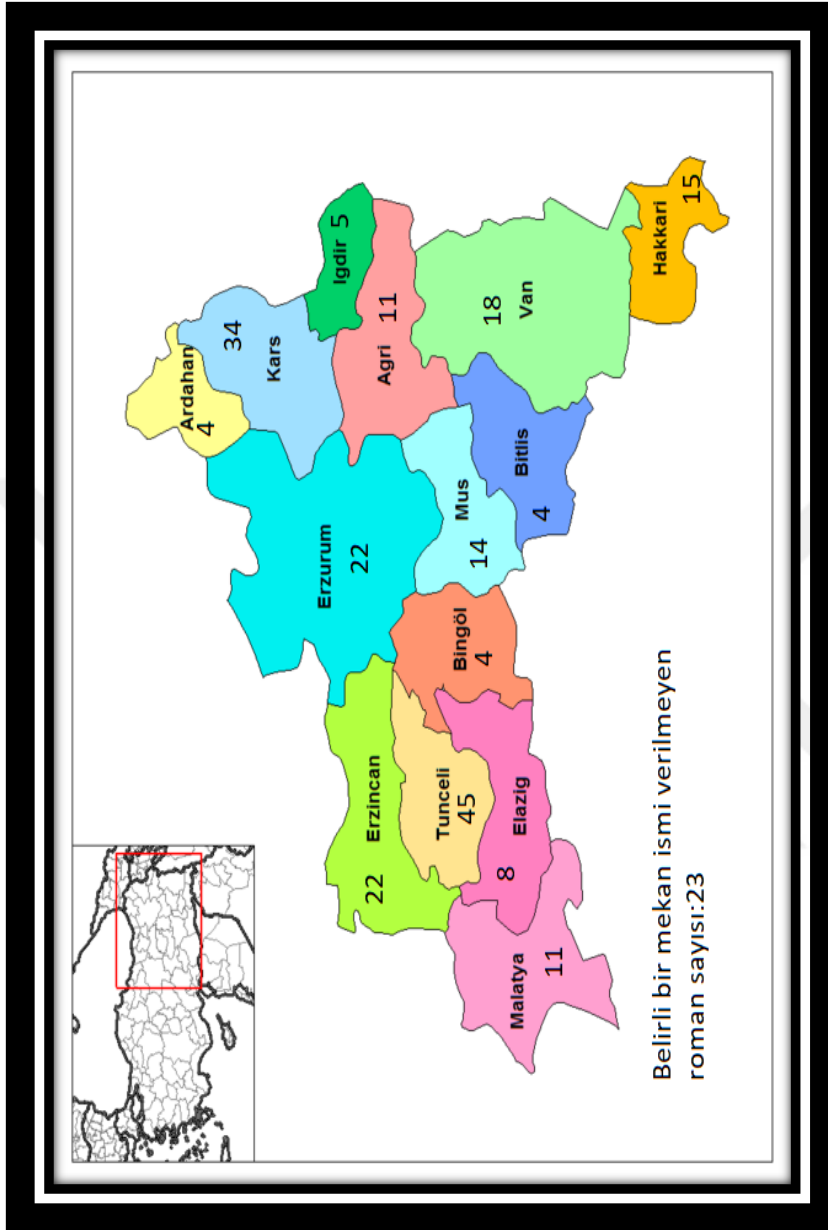 Ardahan
4
34
Kars
Igdir 5
Agri
11
Erzurum
22
Erzincan
22
Tunceli
45
Bingöl
4
Mus
14
18
Van
Bitlis
4
Elazig
8
Malatya
11
Hakkari
15
Belirli bir mekan ismi verilmeyen
roman sayısı:23